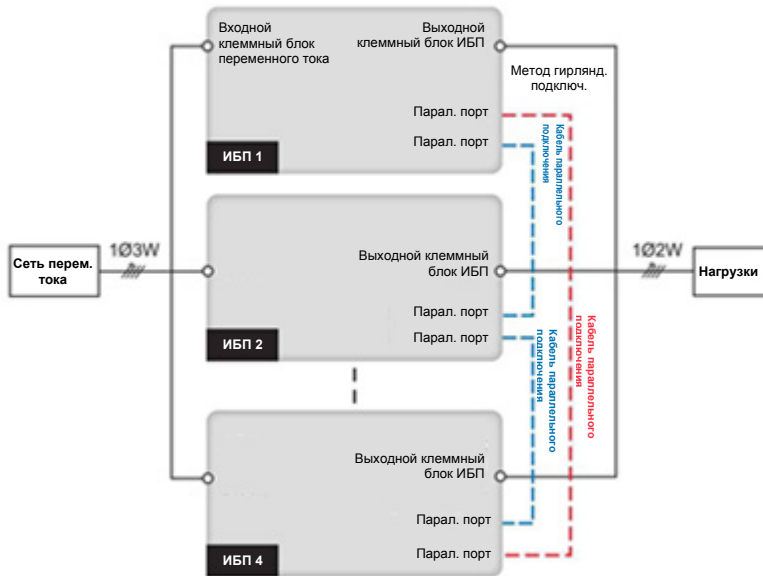 Входной
клеммный блок
переменного тока
Выходной
клеммный блок ИБП
Метод гирлянд.
подключ.
Парал. порт
Парал. порт
ИБП 1
Кабель параллельного
подключения
1Ø3W
Сеть перем.
тока
Выходной клеммный
блок ИБП
1Ø2W
Нагрузки
Парал. порт
Парал. порт
ИБП 2
Кабель параллельного
подключения
Кабель параллельного
подключения
Выходной клеммный
блок ИБП
Парал. порт
Парал. порт
ИБП 4